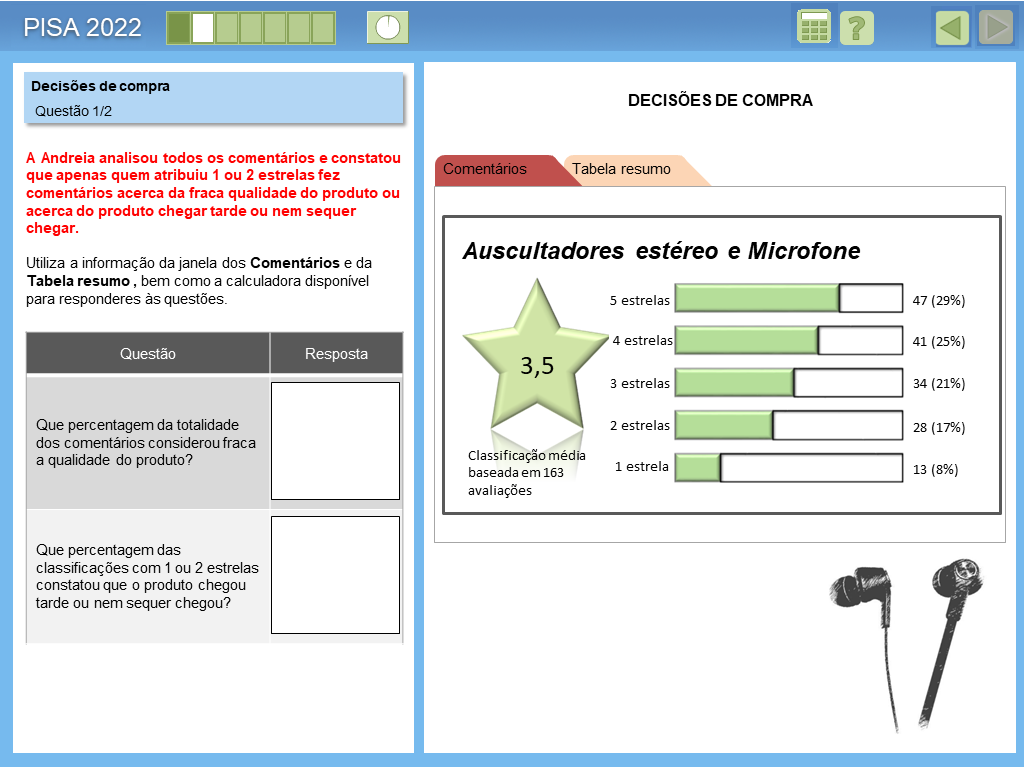 PISA 2022
?
Decisões de compra
Questão 1/2
A Andreia analisou todos os comentários e constatou
que apenas quem atribuiu 1 ou 2 estrelas fez
comentários acerca da fraca qualidade do produto ou
acerca do produto chegar tarde ou nem sequer
chegar.
Utiliza a informação da janela dos Comentários e da
Tabela resumo , bem como a calculadora disponível
para responderes às questões.
Questão Resposta
Que percentagem da totalidade
dos comentários considerou fraca
a qualidade do produto?
Que percentagem das
classificações com 1 ou 2 estrelas
constatou que o produto chegou
tarde ou nem sequer chegou?
DECISÕES DE COMPRA
Comentários Tabela resumo
Auscultadores estéreo e Microfone
3,5
Classificação média
baseada em 163
avaliações
5 estrelas 47 (29%)
4 estrelas 41 (25%)
3 estrelas 34 (21%)
2 estrelas 28 (17%)
1 estrela 13 (8%)